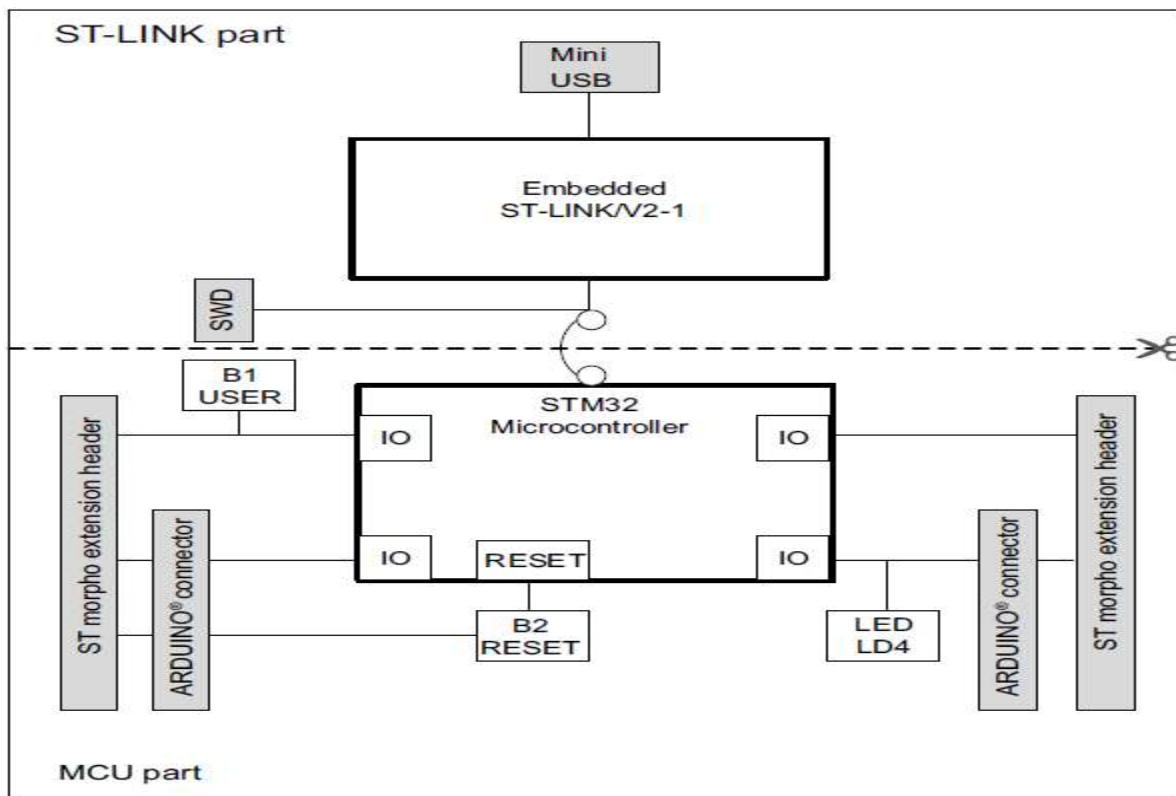 ST-LINK part
Mini
USB
Embedded
ST-LINK/V2-1
SWD
B1
USER
STM32
Microcontroller
IO
IO
ST morpho extension header
ARDUINO® connector
IO
RESET
IO
B2
RESET
LED
LD4
ARDUINO® connector
ST morpho extension header
MCU part